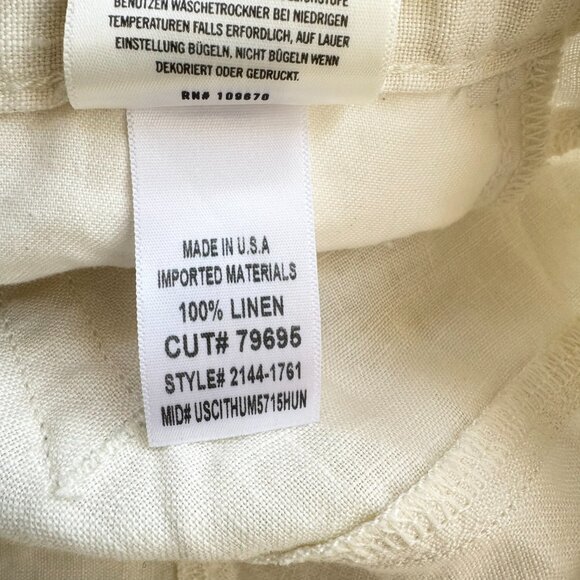 BENUTZEN WASCHETROCKNER BEI NIEDRIGEN
TEMPERATUREN FALLS ERFORDLICH, AUF LAUER
EINSTELLUNG BÜGELN, NICHT BÜGELN WENN
DEKORIERT ODER GEDRUCKT.
RN# 109670
MADE IN U.S.A
IMPORTED MATERIALS
100% LINEN
CUT# 79695
STYLE# 2144-1761
MID# USCITHUM5715HUN